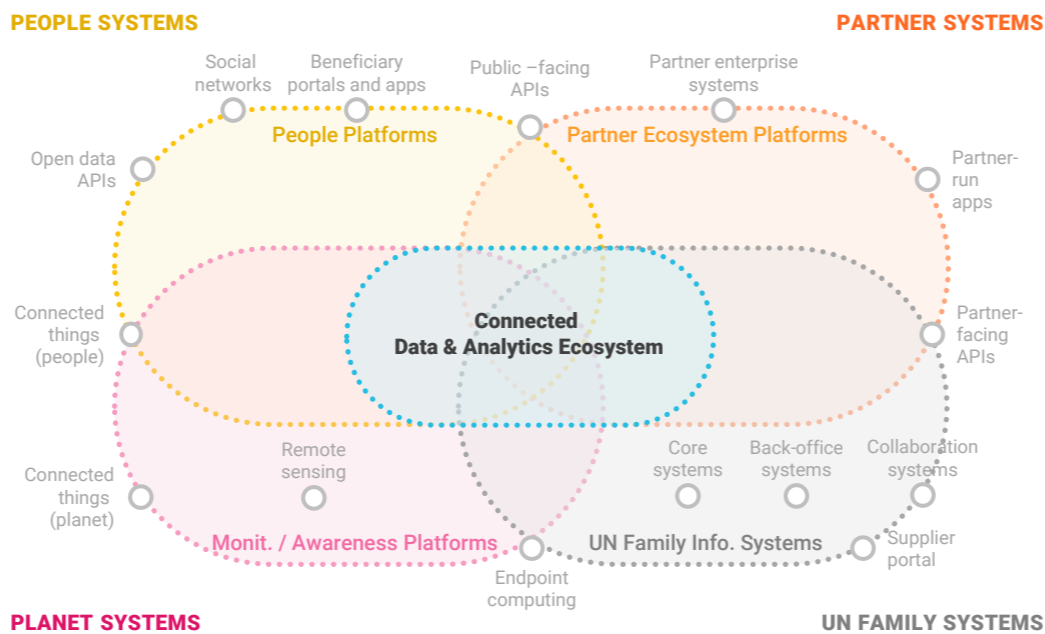 PEOPLE SYSTEMS
PARTNER SYSTEMS
Social
networks
Beneficiary
portals and apps
Public –facing
APIs
Partner enterprise
systems
People Platforms
Partner Ecosystem Platforms
Open data
APIs
Partner-
run
apps
Connected
things
(people)
Connected
Data & Analytics Ecosystem
Partner-
facing
APIs
Remote
sensing
Core
systems
Back-office
systems
Collaboration
systems
Connected
things
(planet)
Monit. / Awareness Platforms
UN Family Info. Systems
Supplier
portal
Endpoint
computing
PLANET SYSTEMS
UN FAMILY SYSTEMS